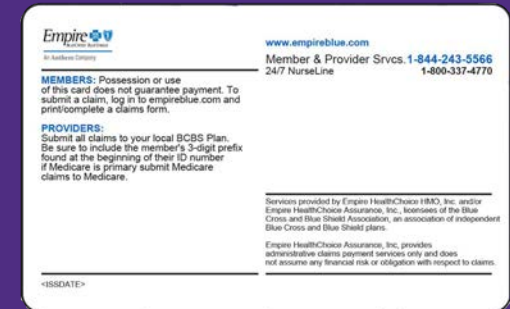 Empire
BlueCross BlueShield
An Anthem Company
MEMBERS: Possession or use
of this card does not guarantee payment. To
submit a claim, log in to empireblue.com and
print/complete a claims form.
PROVIDERS:
Submit all claims to your local BCBS Plan.
Be sure to include the member's 3-digit prefix
found at the beginning of their ID number
if Medicare is primary submit Medicare
claims to Medicare.
<ISSDATE>
www.empireblue.com
Member & Provider Srvcs.1-844-243-5566
24/7 NurseLine 1-800-337-4770
Services provided by Empire HealthChoice HMO, Inc. and/or
Empire HealthChoice Assurance, Inc., licensees of the Blue
Cross and Blue Shield Association, an association of independent
Blue Cross and Blue Shield plans.
Empire HealthChoice Assurance, Inc, provides
administrative claims payment services only and does
not assume any financial risk or obligation with respect to claims.